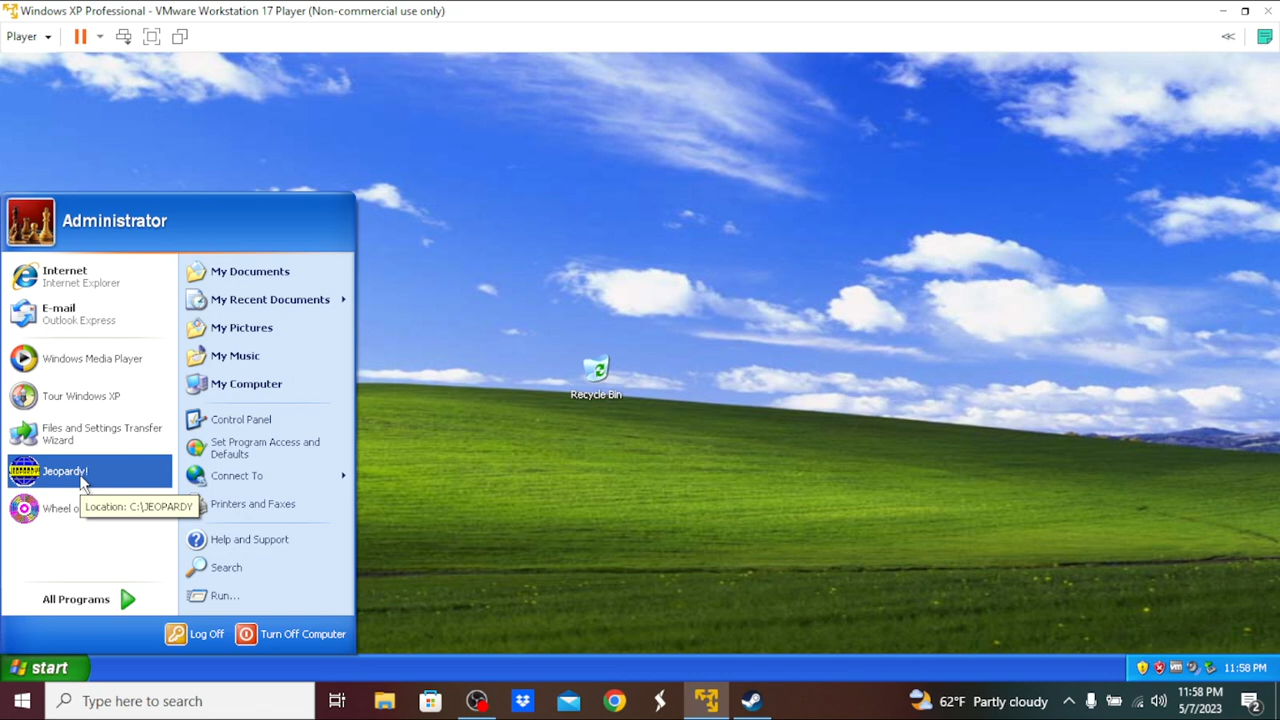 Windows XP Professional - VMware Workstation 17 Player (Non-commercial use only)
Player
Administrator
Internet
Internet Explorer
E-mail
Outlook Express
Windows Media Player
Tour Windows XP
Files and Settings Transfer
Wizard
Jeopardy!
Wheel o
Location: C:\JEOPARDY
All Programs
My Documents
My Recent Documents
My Pictures
My Music
My Computer
Control Panel
Set Program Access and
Defaults
Connect To
Printers and Faxes
Help and Support
Search
Run...
Log Off
Turn Off Computer
Recycle Bin
start
11:58 PM
Type here to search
62°F Partly cloudy
11:58 PM
5/7/2023
2